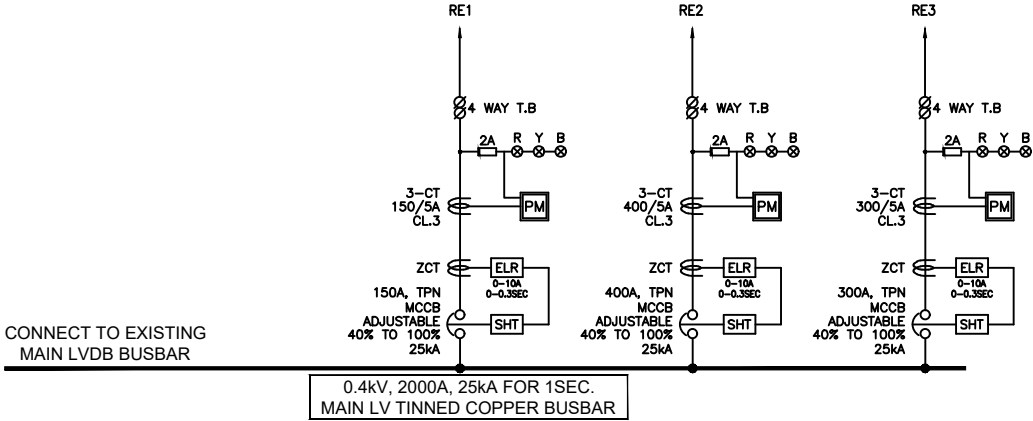 RE1
4 WAY T.B
2A R Y B
3-CT
150/5A
CL.3
PM
ZCT
ELR
0-10A
0-0.3SEC
150A, TPN
MCCB
ADJUSTABLE
40% TO 100%
25kA
SHT
RE2
4 WAY T.B
2A R Y B
3-CT
400/5A
CL.3
PM
ZCT
ELR
0-10A
0-0.3SEC
400A, TPN
MCCB
ADJUSTABLE
40% TO 100%
25kA
SHT
RE3
4 WAY T.B
2A R Y B
3-CT
300/5A
CL.3
PM
ZCT
ELR
0-10A
0-0.3SEC
300A, TPN
MCCB
ADJUSTABLE
40% TO 100%
25kA
SHT
CONNECT TO EXISTING
MAIN LVDB BUSBAR
0.4kV, 2000A, 25kA FOR 1SEC.
MAIN LV TINNED COPPER BUSBAR